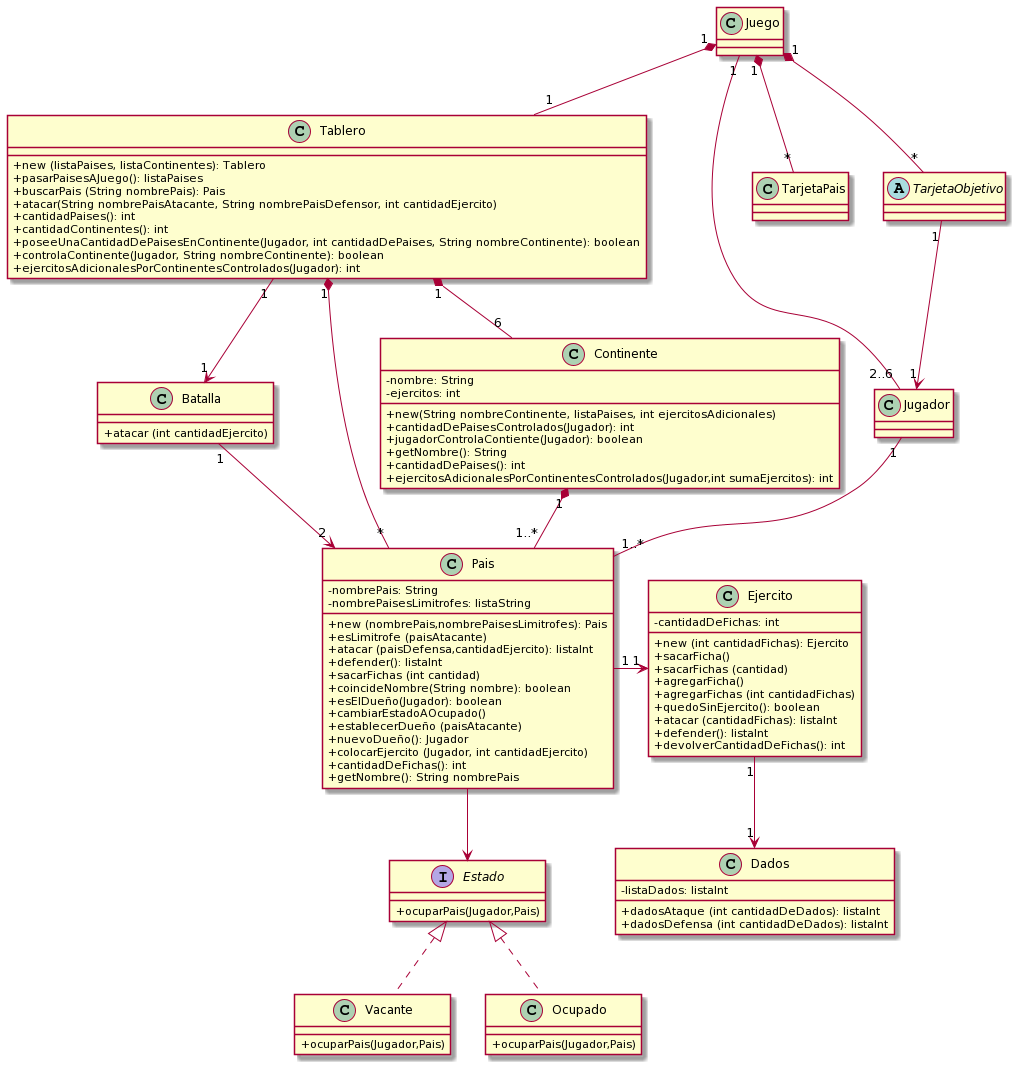 C Juego
1
1
1
1
1
C Tablero
+new (listaPaises, listaContinentes): Tablero
+pasarPaisesAJuego(): listaPaises
+buscarPais (String nombrePais): Pais
+atacar(String nombrePaisAtacante, String nombrePaisDefensor, int cantidadEjercito)
+cantidadPaises(): int
+cantidadContinentes(): int
+poseeUnaCantidadDePaisesEnContinente(Jugador, int cantidadDePaises, String nombreContinente): boolean
+controlaContinente(Jugador, String nombreContinente): boolean
+ejercitosAdicionalesPorContinentesControlados(Jugador): int
*
*
C TarjetaPais
A TarjetaObjetivo
1
1
1
1
6
1
2..6
1
C Batalla
+atacar (int cantidadEjercito)
C Continente
-nombre: String
-ejercitos: int
+new(String nombreContinente, listaPaises, int ejercitosAdicionales)
+cantidadDePaisesControlados(Jugador): int
+jugadorControlaContiente(Jugador): boolean
+getNombre(): String
+cantidadDePaises(): int
+ejercitosAdicionalesPorContinentesControlados(Jugador,int sumaEjercitos): int
C Jugador
1
1
1
2
*
1..*
1..*
C Pais
-nombrePais: String
-nombrePaisesLimitrofes: listaString
+new (nombrePais,nombrePaisesLimitrofes): Pais
+esLimitrofe (paisAtacante)
+atacar (paisDefensa,cantidadEjercito): listaInt
+defender(): listaInt
+sacarFichas (int cantidad)
+coincideNombre(String nombre): boolean
+esElDueño(Jugador): boolean
+cambiarEstadoAOcupado()
+establecerDueño (paisAtacante)
+nuevoDueño(): Jugador
+colocarEjercito (Jugador, int cantidadEjercito)
+cantidadDeFichas(): int
+getNombre(): String nombrePais
1 1
C Ejercito
-cantidadDeFichas: int
+new (int cantidadFichas): Ejercito
+sacarFicha()
+sacarFichas (cantidad)
+agregarFicha()
+agregarFichas (int cantidadFichas)
+quedoSinEjercito(): boolean
+atacar (cantidadFichas): listaInt
+defender(): listaInt
+devolverCantidadDeFichas(): int
1
1
I Estado
+ocuparPais(Jugador,Pais)
C Dados
-listaDados: listaInt
+dadosAtaque (int cantidadDeDados): listaInt
+dadosDefensa (int cantidadDeDados): listaInt
C Vacante
+ocuparPais(Jugador,Pais)
C Ocupado
+ocuparPais(Jugador,Pais)